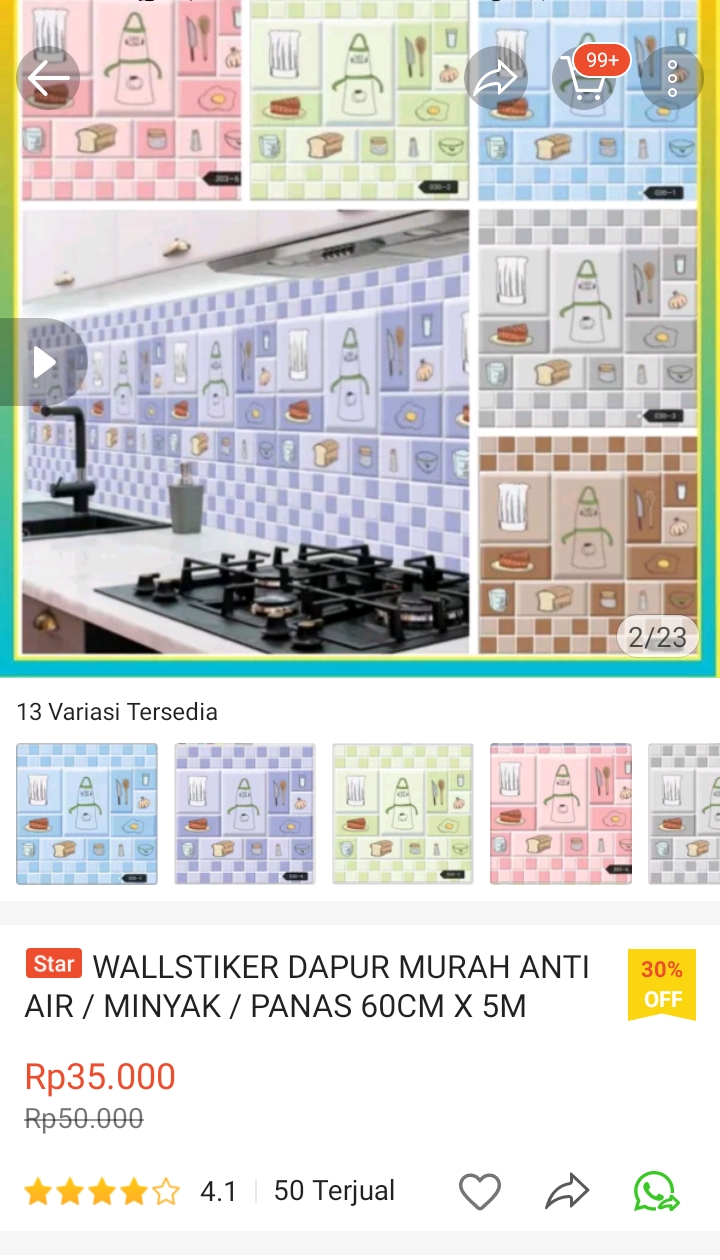 99+
2/23
13 Variasi Tersedia
Star WALLSTIKER DAPUR MURAH ANTI
AIR / MINYAK / PANAS 60CM X 5M
30%
OFF
Rp35.000
Rp50.000
4.1
50 Terjual